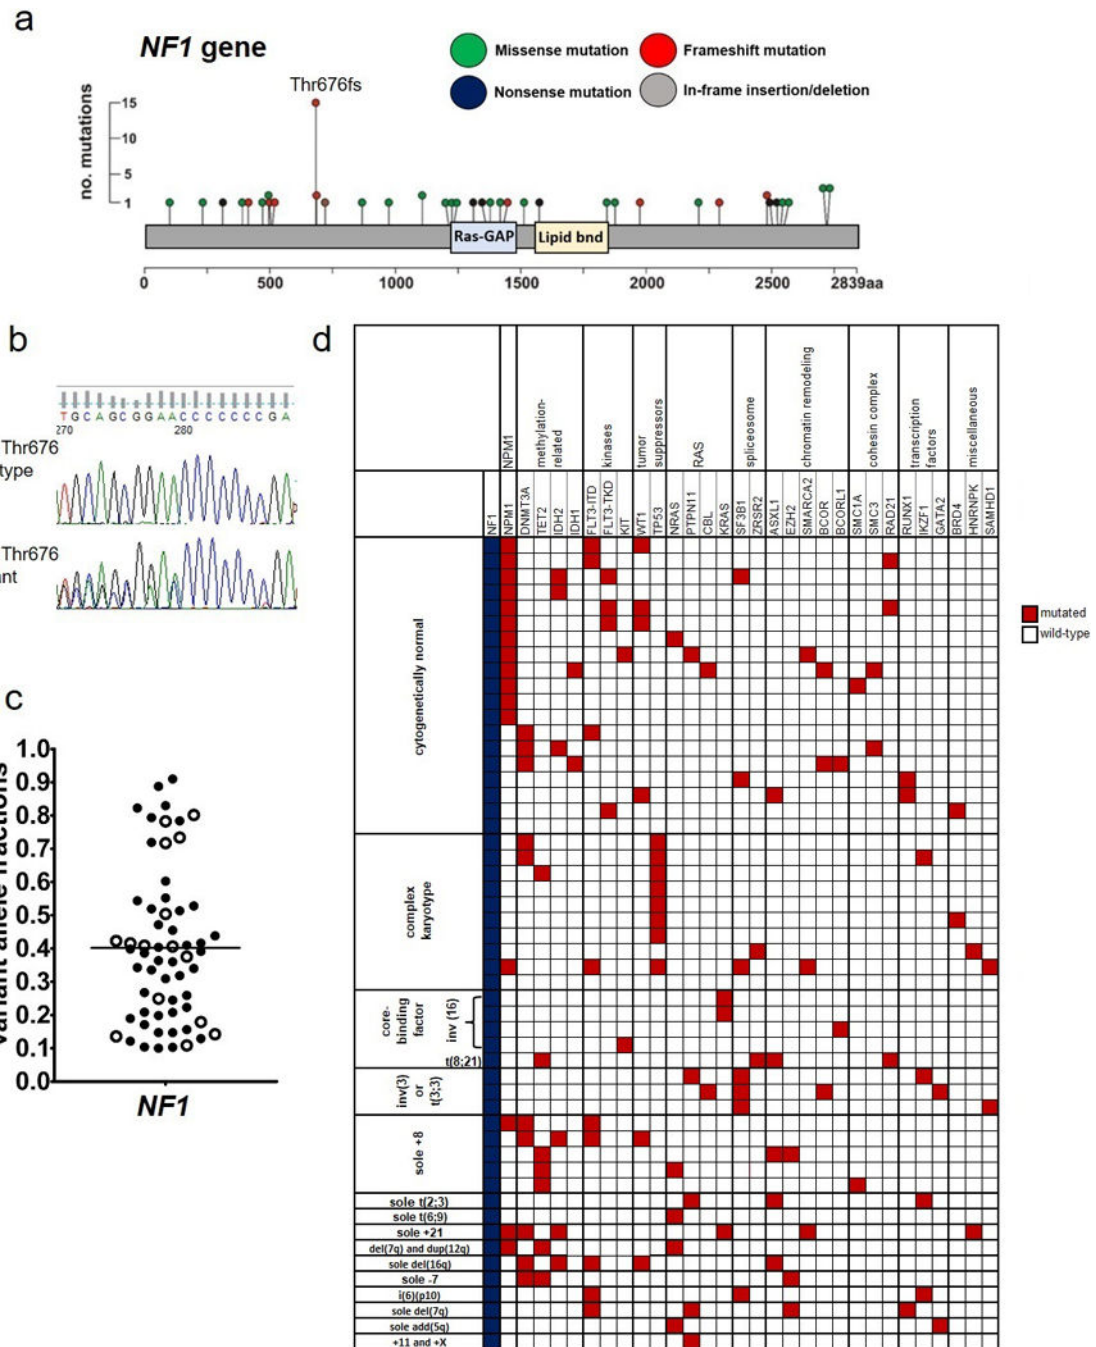 a
NF1 gene
Missense mutation
Frameshift mutation
Nonsense mutation
In-frame insertion/deletion
Thr676fs
no. mutations
15
10
5
1
Ras-GAP
Lipid bnd
0
500
1000
1500
2000
2500
2839aa
b
TGCAGCGGAACCCCCCCGA
270
280
Thr676
type
Thr676
nt
c
variant allele fractions
1.0
0.9
0.8
0.7
0.6
0.5
0.4
0.3
0.2
0.1
0.0
NF1
d
NPM1
methylation-
related
kinases
tumor
suppressors
RAS
spliceosome
chromatin remodeling
cohesin complex
transcription
factors
miscellaneous
NF1
NPM1
DNMT3A
TET2
IDH2
IDH1
FLT3-ITD
FLT3-TKD
KIT
WT1
TP53
NRAS
PTPN11
CBL
KRAS
SF3B1
ZRSR2
ASXL1
EZH2
SMARCA2
BCOR
BCORL1
SMC1A
SMC3
RAD21
RUNX1
IKZF1
GATA2
BRD4
HNRNPK
SAMHD1
cytogenetically normal
complex
karyotype
core-
binding
factor
inv (16)
t(8;21)
inv(3)
or
t(3;3)
sole +8
sole t(2;3)
sole t(6;9)
sole +21
del(7q) and dup(12q)
sole del(16q)
sole -7
i(6)(p10)
sole del(7q)
sole add(5q)
+11 and +X
mutated
wild-type